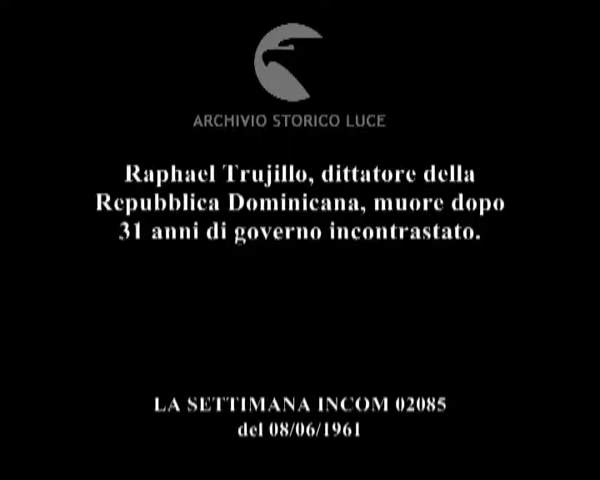 ARCHIVIO STORICO LUCE
Raphael Trujillo, dittatore della
Repubblica Dominicana, muore dopo
31 anni di governo incontrastato.
LA SETTIMANA INCOM 02085
del 08/06/1961